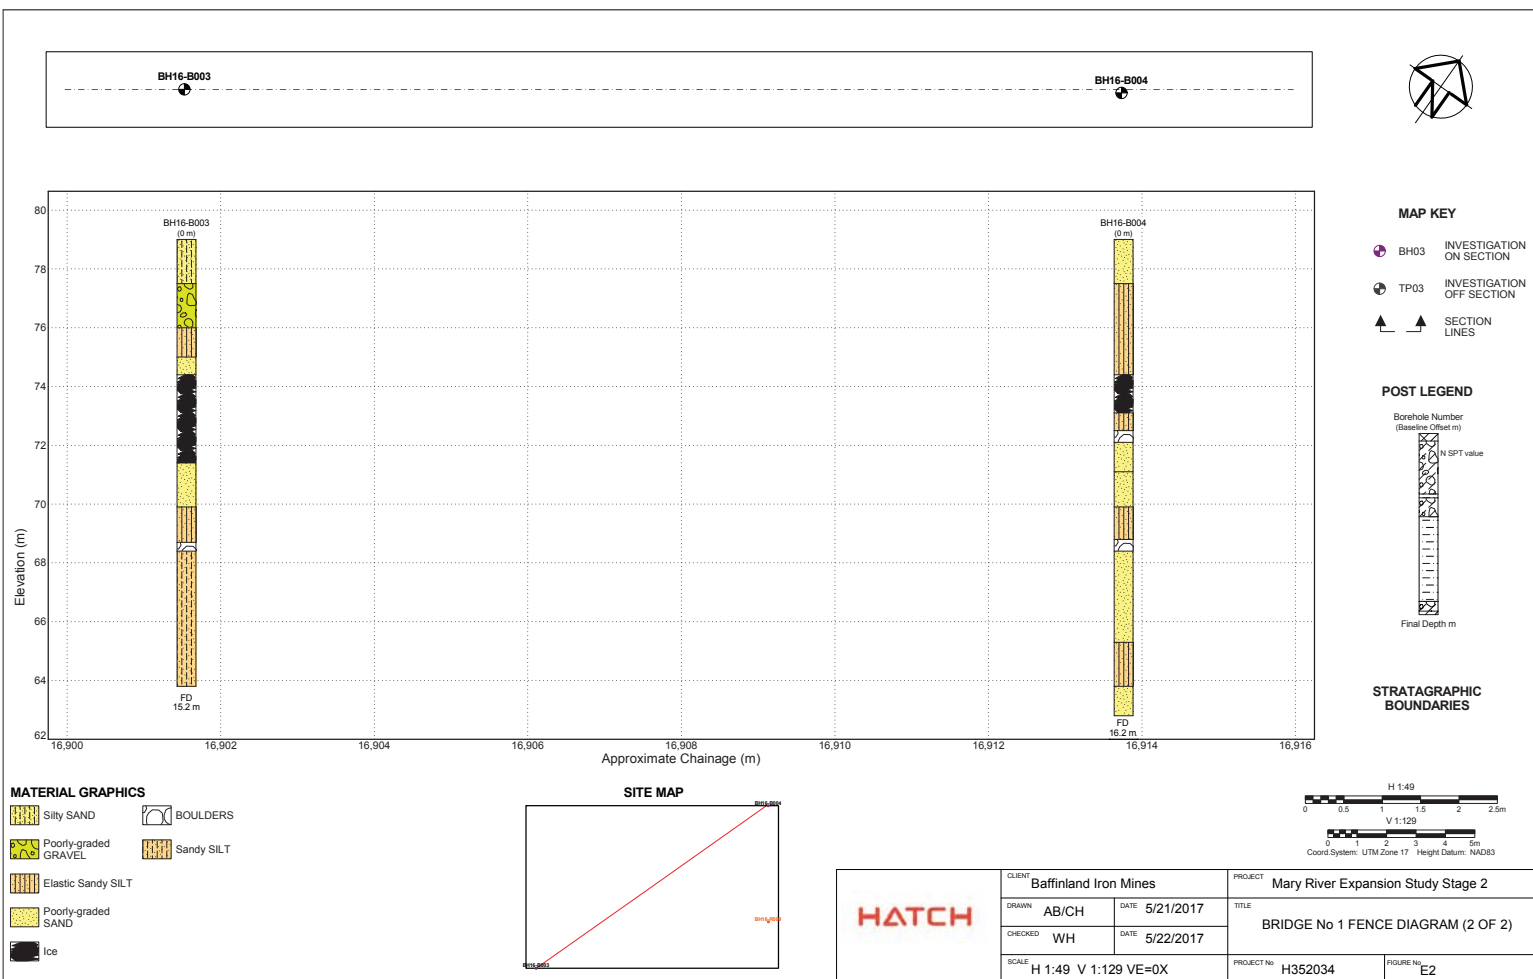 BH16-B003
BH16-B004
80
78
76
74
72
70
68
66
64
62
Elevation (m)
BH16-B003
(0 m)
FD
15.2 m
BH16-B004
(0 m)
FD
16.2 m
16,900
16,902
16,904
16,906
16,908
16,910
16,912
16,914
16,916
Approximate Chainage (m)
MAP KEY
BH03
INVESTIGATION
ON SECTION
TP03
INVESTIGATION
OFF SECTION
SECTION
LINES
POST LEGEND
Borehole Number
(Baseline Offset m)
N SPT value
Final Depth m
STRATAGRAPHIC
BOUNDARIES
MATERIAL GRAPHICS
Silty SAND
BOULDERS
Poorly-graded
GRAVEL
Sandy SILT
Elastic Sandy SILT
Poorly-graded
SAND
Ice
SITE MAP
BH16-B004
BH16-B003
H 1:49
0 0.5 1 1.5 2 2.5m
V 1:129
0 1 2 3 4 5m
Coord.System: UTM Zone 17 Height Datum: NAD83
HATCH
CLIENT Baffinland Iron Mines
PROJECT Mary River Expansion Study Stage 2
DRAWN AB/CH
DATE 5/21/2017
TITLE
BRIDGE No 1 FENCE DIAGRAM (2 OF 2)
CHECKED WH
DATE 5/22/2017
SCALE H 1:49 V 1:129 VE=0X
PROJECT No H352034
FIGURE No E2